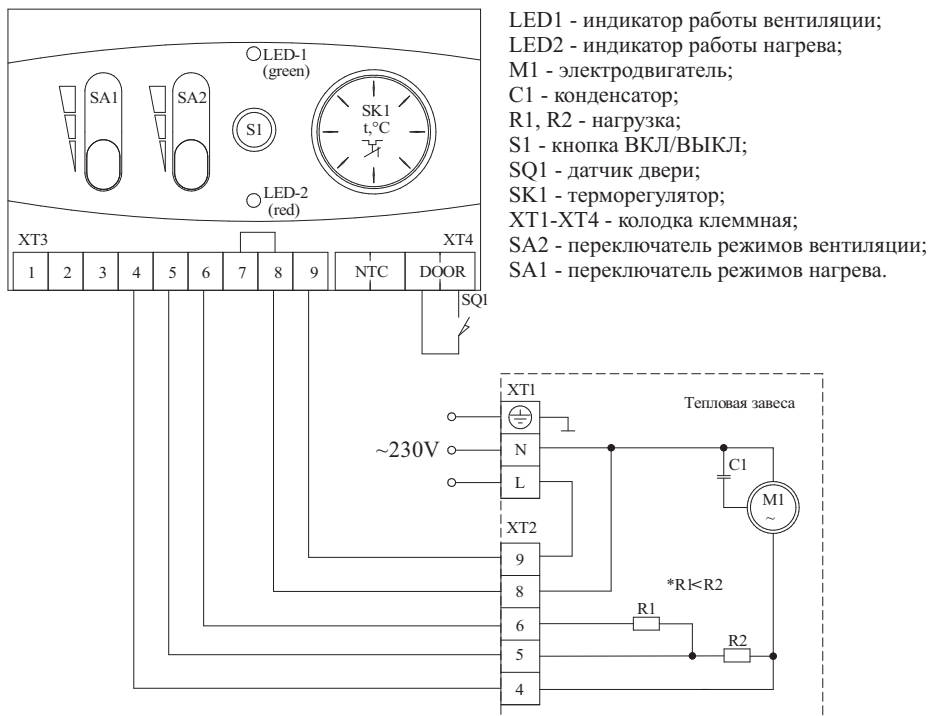 LED-1
(green)
SA1
SA2
S1
SK1
t,°C
LED-2
(red)
XT3
XT4
1 2 3 4 5 6 7 8 9 NTC DOOR
SQ1
LED1 - индикатор работы вентиляции;
LED2 - индикатор работы нагрева;
M1 - электродвигатель;
C1 - конденсатор;
R1, R2 - нагрузка;
S1 - кнопка ВКЛ/ВЫКЛ;
SQ1 - датчик двери;
SK1 - терморегулятор;
XT1-XT4 - колодка клеммная;
SA2 - переключатель режимов вентиляции;
SA1 - переключатель режимов нагрева.
XT1
Тепловая завеса
~230V
N
L
C1
M1
~
XT2
9
8
*R1<R2
6
R1
5
R2
4